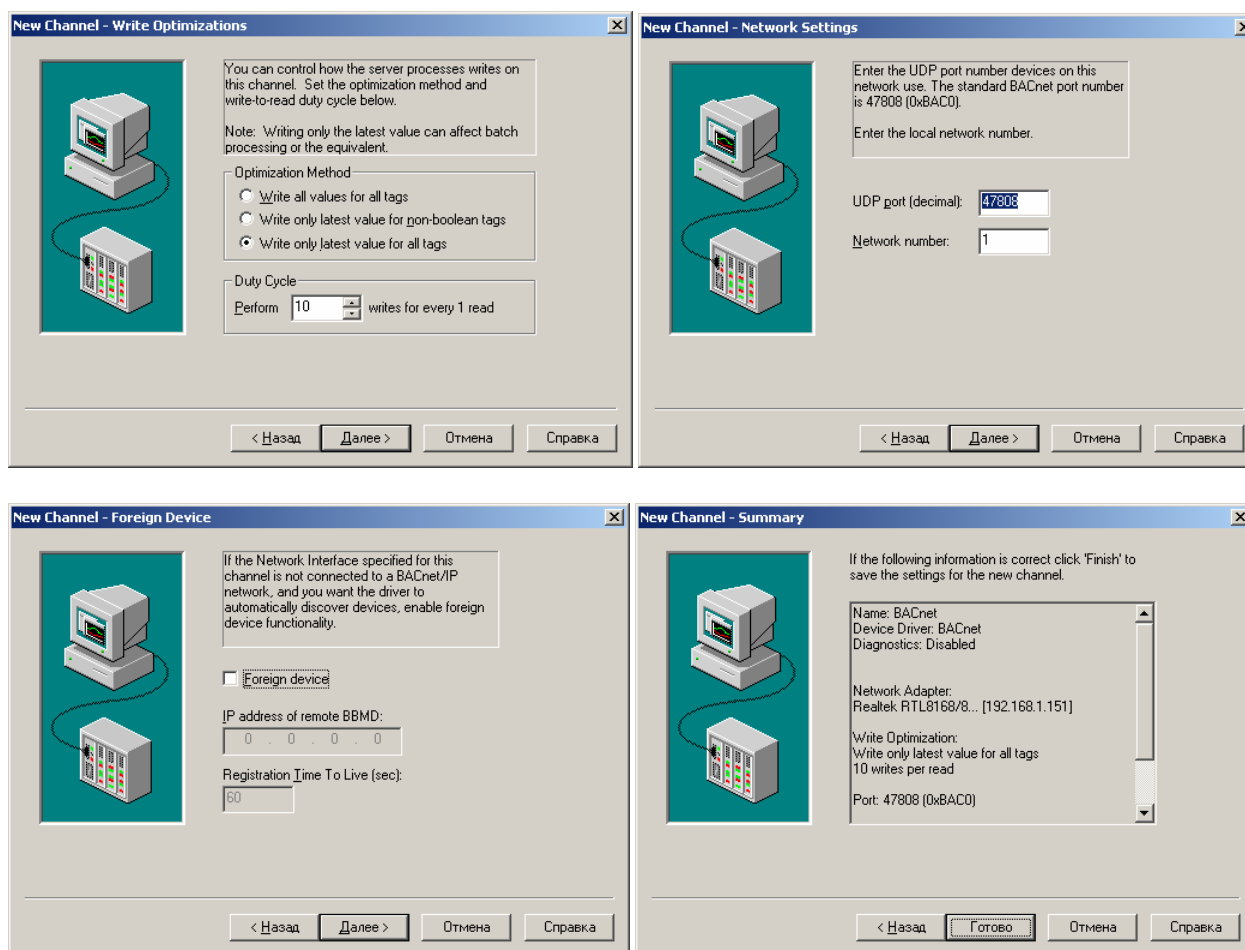 New Channel - Write Optimizations
You can control how the server processes writes on
this channel. Set the optimization method and
write-to-read duty cycle below.
Note: Writing only the latest value can affect batch
processing or the equivalent.
Optimization Method
Write all values for all tags
Write only latest value for non-boolean tags
Write only latest value for all tags
Duty Cycle
Perform 10 writes for every 1 read
< Назад Далее > Отмена Справка
New Channel - Network Settings
Enter the UDP port number devices on this
network use. The standard BACnet port number
is 47808 (0xBAC0).
Enter the local network number.
UDP port (decimal): 47808
Network number: 1
< Назад Далее > Отмена Справка
New Channel - Foreign Device
If the Network Interface specified for this
channel is not connected to a BACnet/IP
network, and you want the driver to
automatically discover devices, enable foreign
device functionality.
Foreign device
IP address of remote BBMD:
0 . 0 . 0 . 0
Registration Time To Live (sec):
60
< Назад Далее > Отмена Справка
New Channel - Summary
If the following information is correct click 'Finish' to
save the settings for the new channel.
Name: BACnet
Device Driver: BACnet
Diagnostics: Disabled
Network Adapter:
Realtek RTL8168/8... [192.168.1.151]
Write Optimization:
Write only latest value for all tags
10 writes per read
Port: 47808 (0xBAC0)
< Назад Готово Отмена Справка